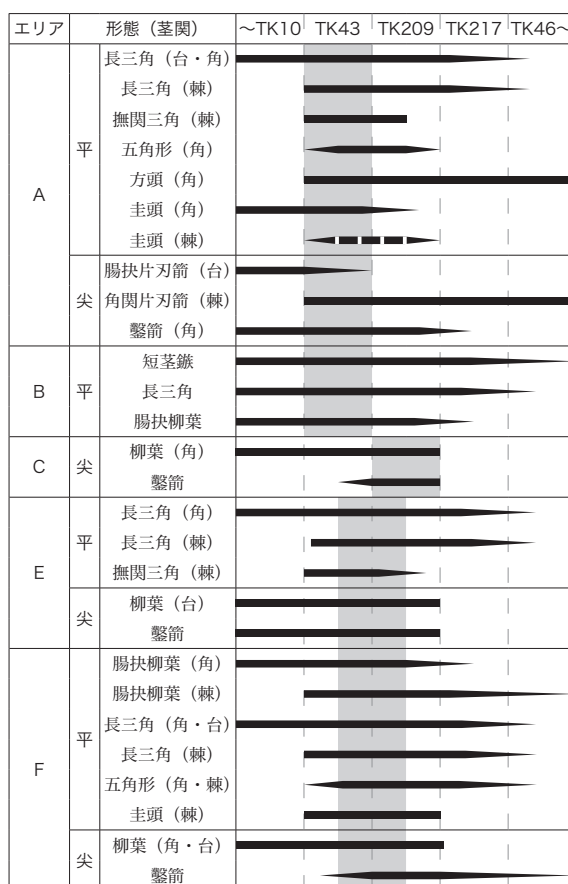 エリア 形態（茎関） ～TK10 TK43 TK209 TK217 TK46～
A 平 長三角（台・角）
長三角（棘）
撫関三角（棘）
五角形（角）
方頭（角）
圭頭（角）
圭頭（棘）
尖 腸抉片刃箭（台）
角関片刃箭（棘）
鑿箭（角）
B 平 短茎鏃
長三角
腸抉柳葉
C 尖 柳葉（角）
鑿箭
E 平 長三角（角）
長三角（棘）
撫関三角（棘）
尖 柳葉（台）
鑿箭
F 平 腸抉柳葉（角）
腸抉柳葉（棘）
長三角（角・台）
長三角（棘）
五角形（角・棘）
圭頭（棘）
尖 柳葉（角・台）
鑿箭